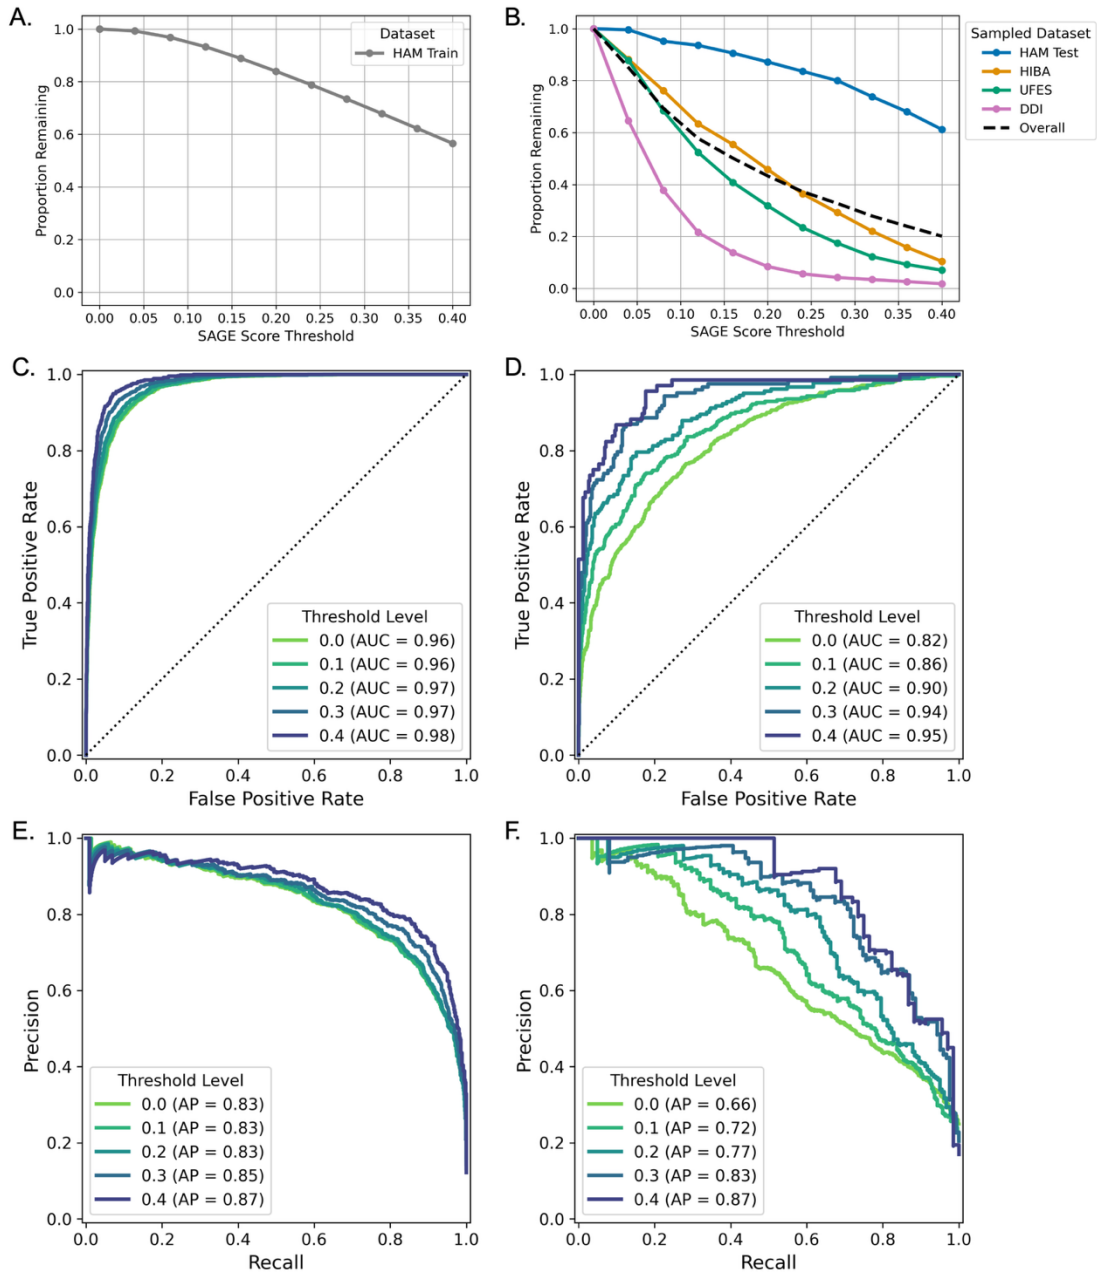 A.
Proportion Remaining
1.0
0.8
0.6
0.4
0.2
0.0
Dataset
HAM Train
0.00 0.05 0.10 0.15 0.20 0.25 0.30 0.35 0.40
SAGE Score Threshold
B.
Proportion Remaining
1.0
0.8
0.6
0.4
0.2
0.0
0.00 0.05 0.10 0.15 0.20 0.25 0.30 0.35 0.40
SAGE Score Threshold
Sampled Dataset
HAM Test
HIBA
UFES
DDI
Overall
C.
True Positive Rate
1.0
0.8
0.6
0.4
0.2
0.0
Threshold Level
0.0 (AUC = 0.96)
0.1 (AUC = 0.96)
0.2 (AUC = 0.97)
0.3 (AUC = 0.97)
0.4 (AUC = 0.98)
0.0 0.2 0.4 0.6 0.8 1.0
False Positive Rate
D.
True Positive Rate
1.0
0.8
0.6
0.4
0.2
0.0
Threshold Level
0.0 (AUC = 0.82)
0.1 (AUC = 0.86)
0.2 (AUC = 0.90)
0.3 (AUC = 0.94)
0.4 (AUC = 0.95)
0.0 0.2 0.4 0.6 0.8 1.0
False Positive Rate
E.
Precision
1.0
0.8
0.6
0.4
0.2
0.0
Threshold Level
0.0 (AP = 0.83)
0.1 (AP = 0.83)
0.2 (AP = 0.83)
0.3 (AP = 0.85)
0.4 (AP = 0.87)
0.0 0.2 0.4 0.6 0.8 1.0
Recall
F.
Precision
1.0
0.8
0.6
0.4
0.2
0.0
Threshold Level
0.0 (AP = 0.66)
0.1 (AP = 0.72)
0.2 (AP = 0.77)
0.3 (AP = 0.83)
0.4 (AP = 0.87)
0.0 0.2 0.4 0.6 0.8 1.0
Recall